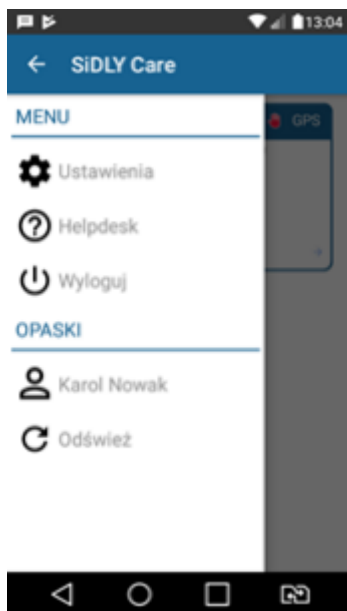 13:04
SiDLY Care
MENU
GPS
Ustawienia
Helpdesk
Wyloguj
OPASKI
Karol Nowak
Odśwież